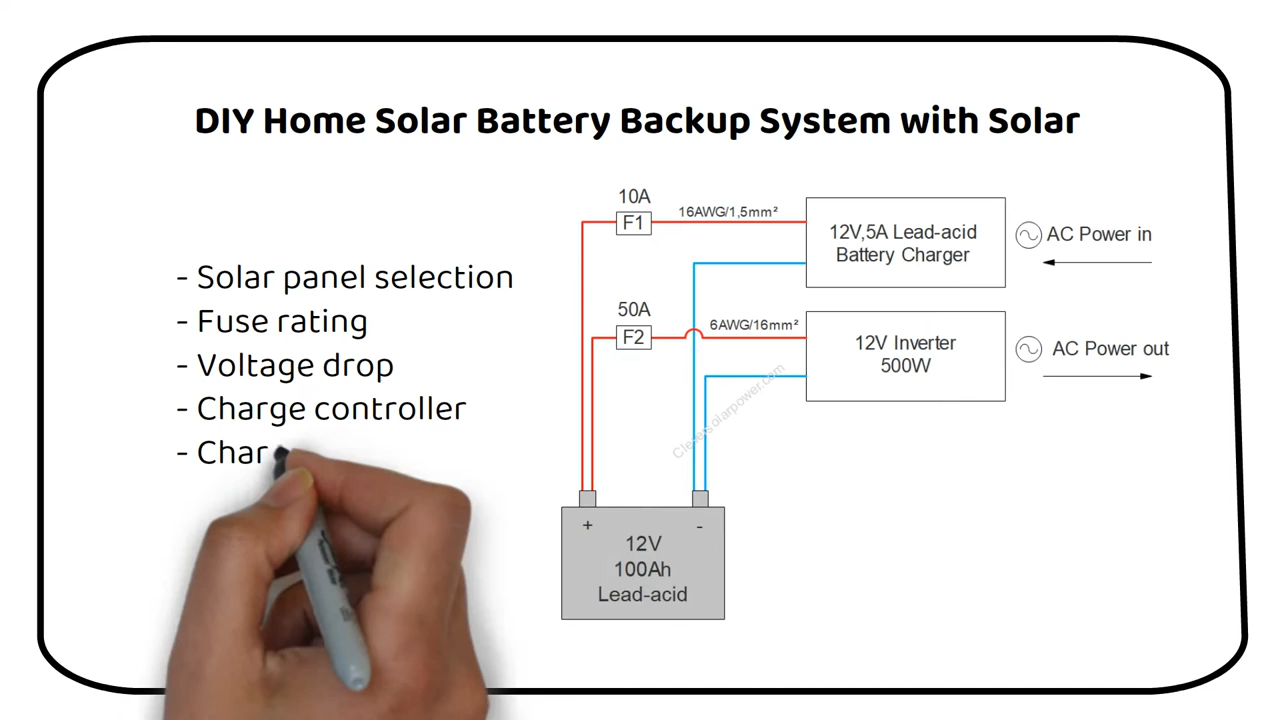 DIY Home Solar Battery Backup System with Solar
- Solar panel selection
- Fuse rating
- Voltage drop
- Charge controller
- Char
10A
F1
16AWG/1,5mm²
12V,5A Lead-acid
Battery Charger
AC Power in
50A
F2
6AWG/16mm²
12V Inverter
500W
AC Power out
Cleversolarpower.com
+
-
12V
100Ah
Lead-acid